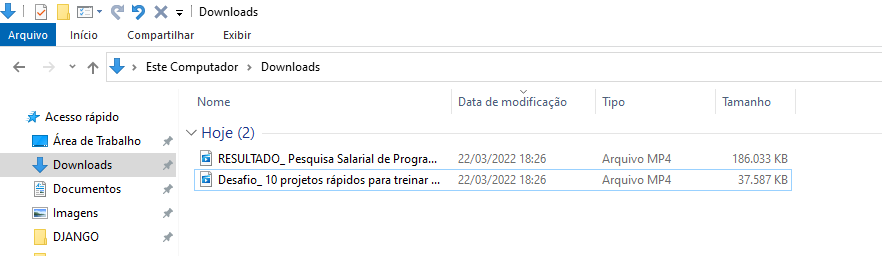 Downloads
Arquivo Início Compartilhar Exibir
Este Computador Downloads
Nome Data de modificação Tipo Tamanho
Acesso rápido
Hoje (2)
Área de Trabalho
RESULTADO_ Pesquisa Salarial de Progra... 22/03/2022 18:26 Arquivo MP4 186.033 KB
Downloads
Desafio_ 10 projetos rápidos para treinar ... 22/03/2022 18:26 Arquivo MP4 37.587 KB
Documentos
Imagens
DJANGO